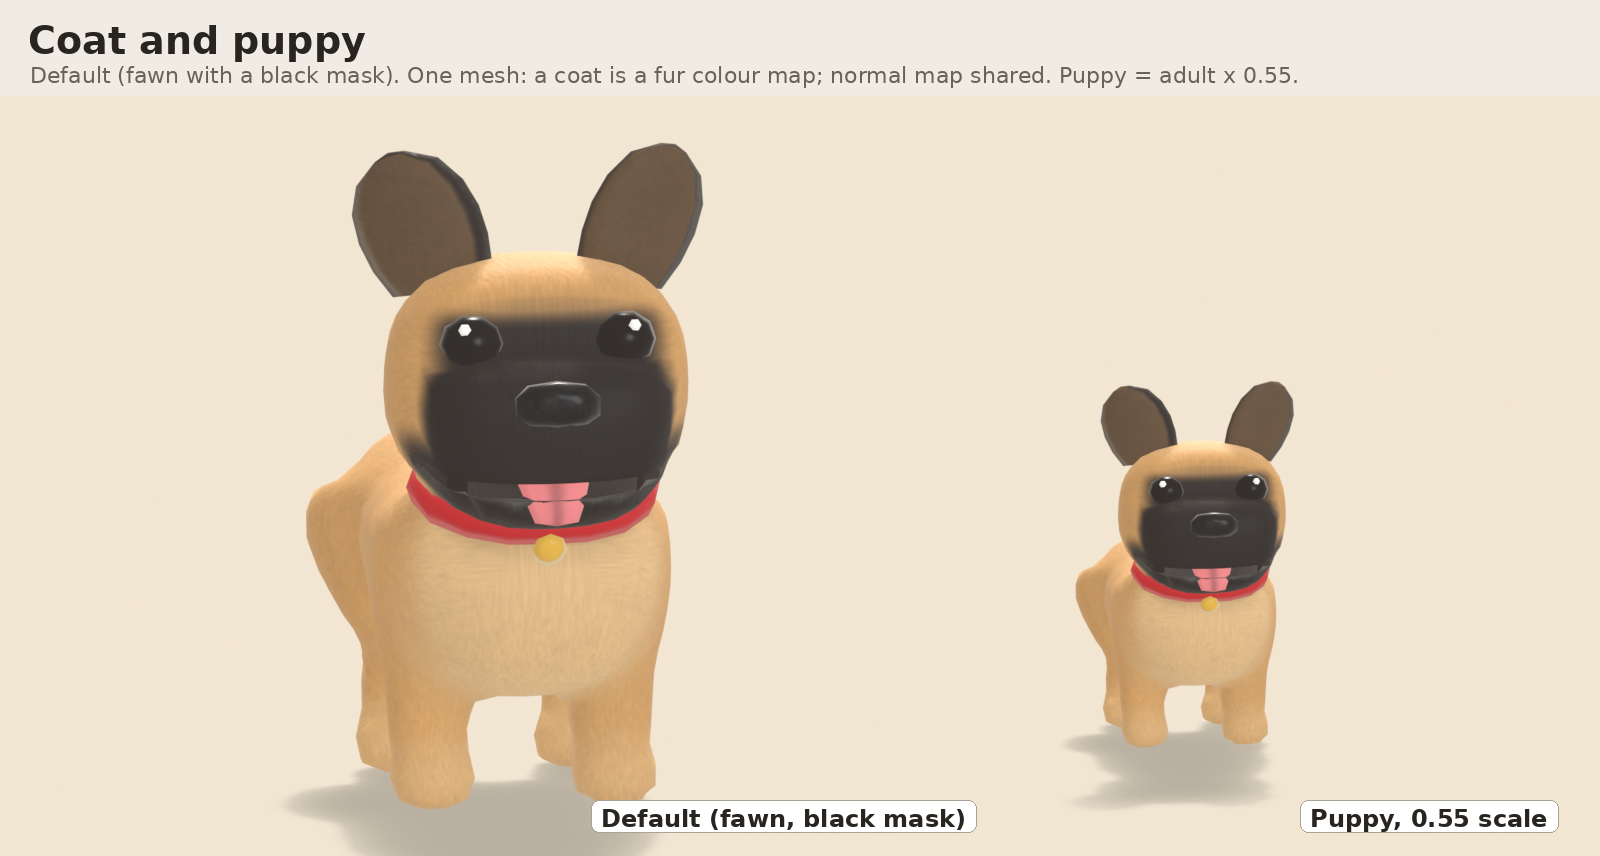 Coat and puppy
Default (fawn with a black mask). One mesh: a coat is a fur colour map; normal map shared. Puppy = adult x 0.55.
Default (fawn, black mask)
Puppy, 0.55 scale